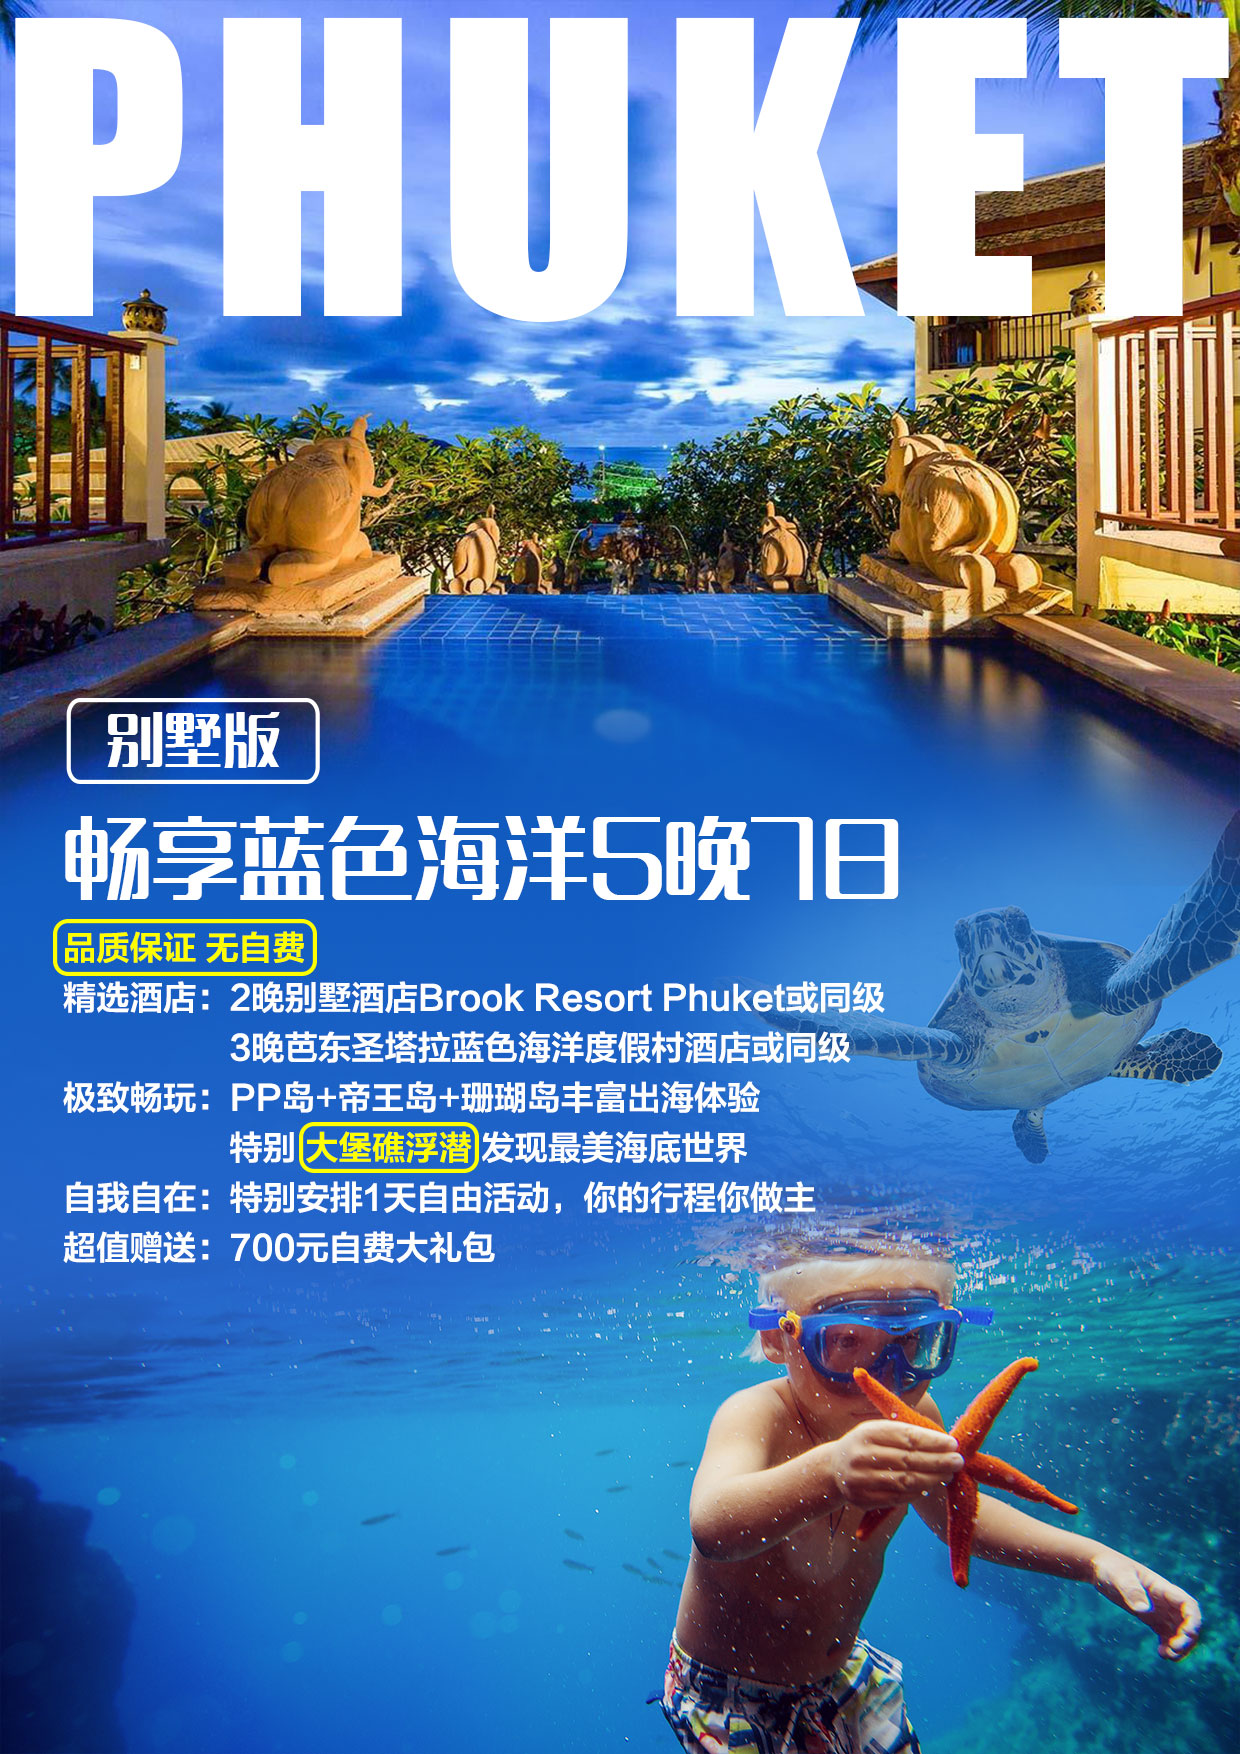 PHUKET
别墅版
畅享蓝色海洋5晚7日
品质保证 无自费
精选酒店：2晚别墅酒店Brook Resort Phuket或同级
3晚芭东圣塔拉蓝色海洋度假村酒店或同级
极致畅玩：PP岛+帝王岛+珊瑚岛丰富出海体验
特别 大堡礁浮潜 发现最美海底世界
自我自在：特别安排1天自由活动，你的行程你做主
超值赠送：700元自费大礼包